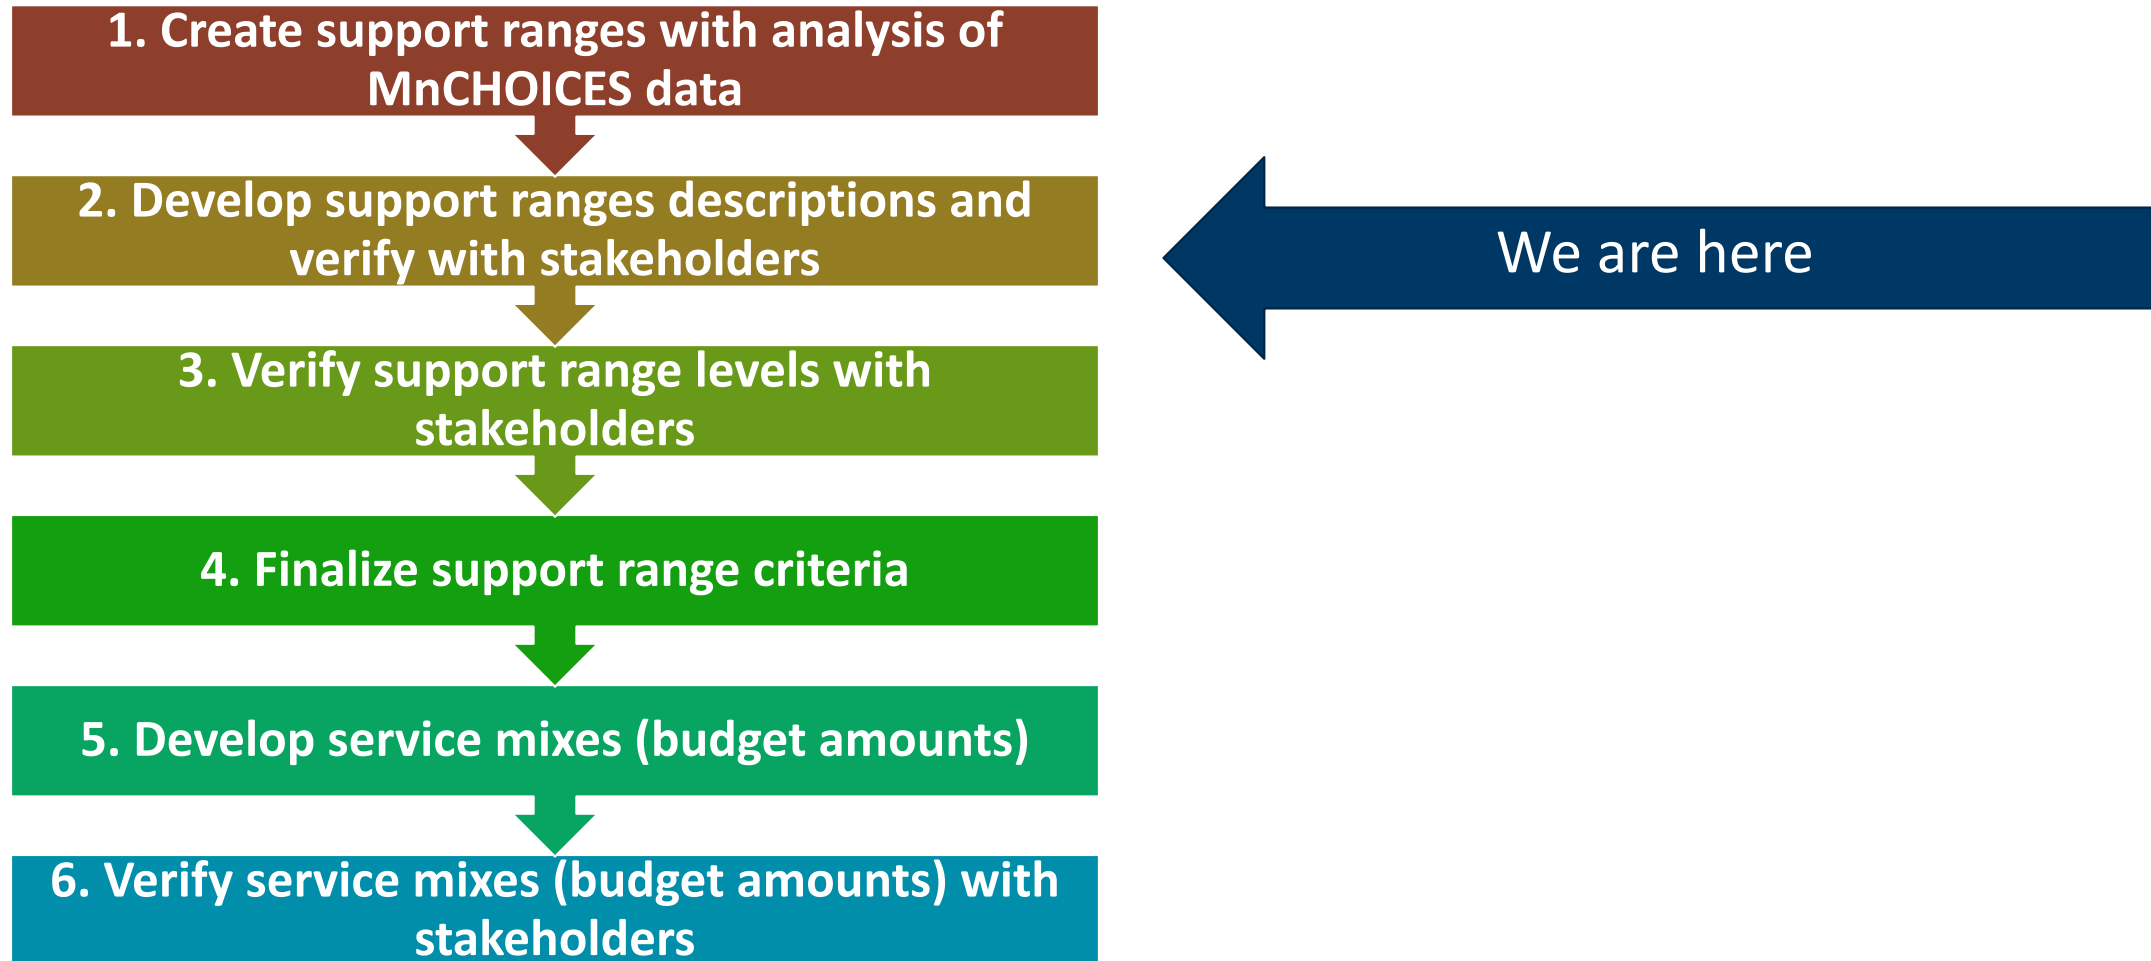 1. Create support ranges with analysis of
MnCHOICES data
2. Develop support ranges descriptions and
verify with stakeholders
We are here
3. Verify support range levels with
stakeholders
4. Finalize support range criteria
5. Develop service mixes (budget amounts)
6. Verify service mixes (budget amounts) with
stakeholders